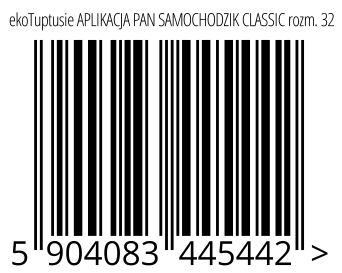 ekoTuptusie APLIKACJA PAN SAMOCHODZIK CLASSIC rozm. 32
5 904083 445442 >